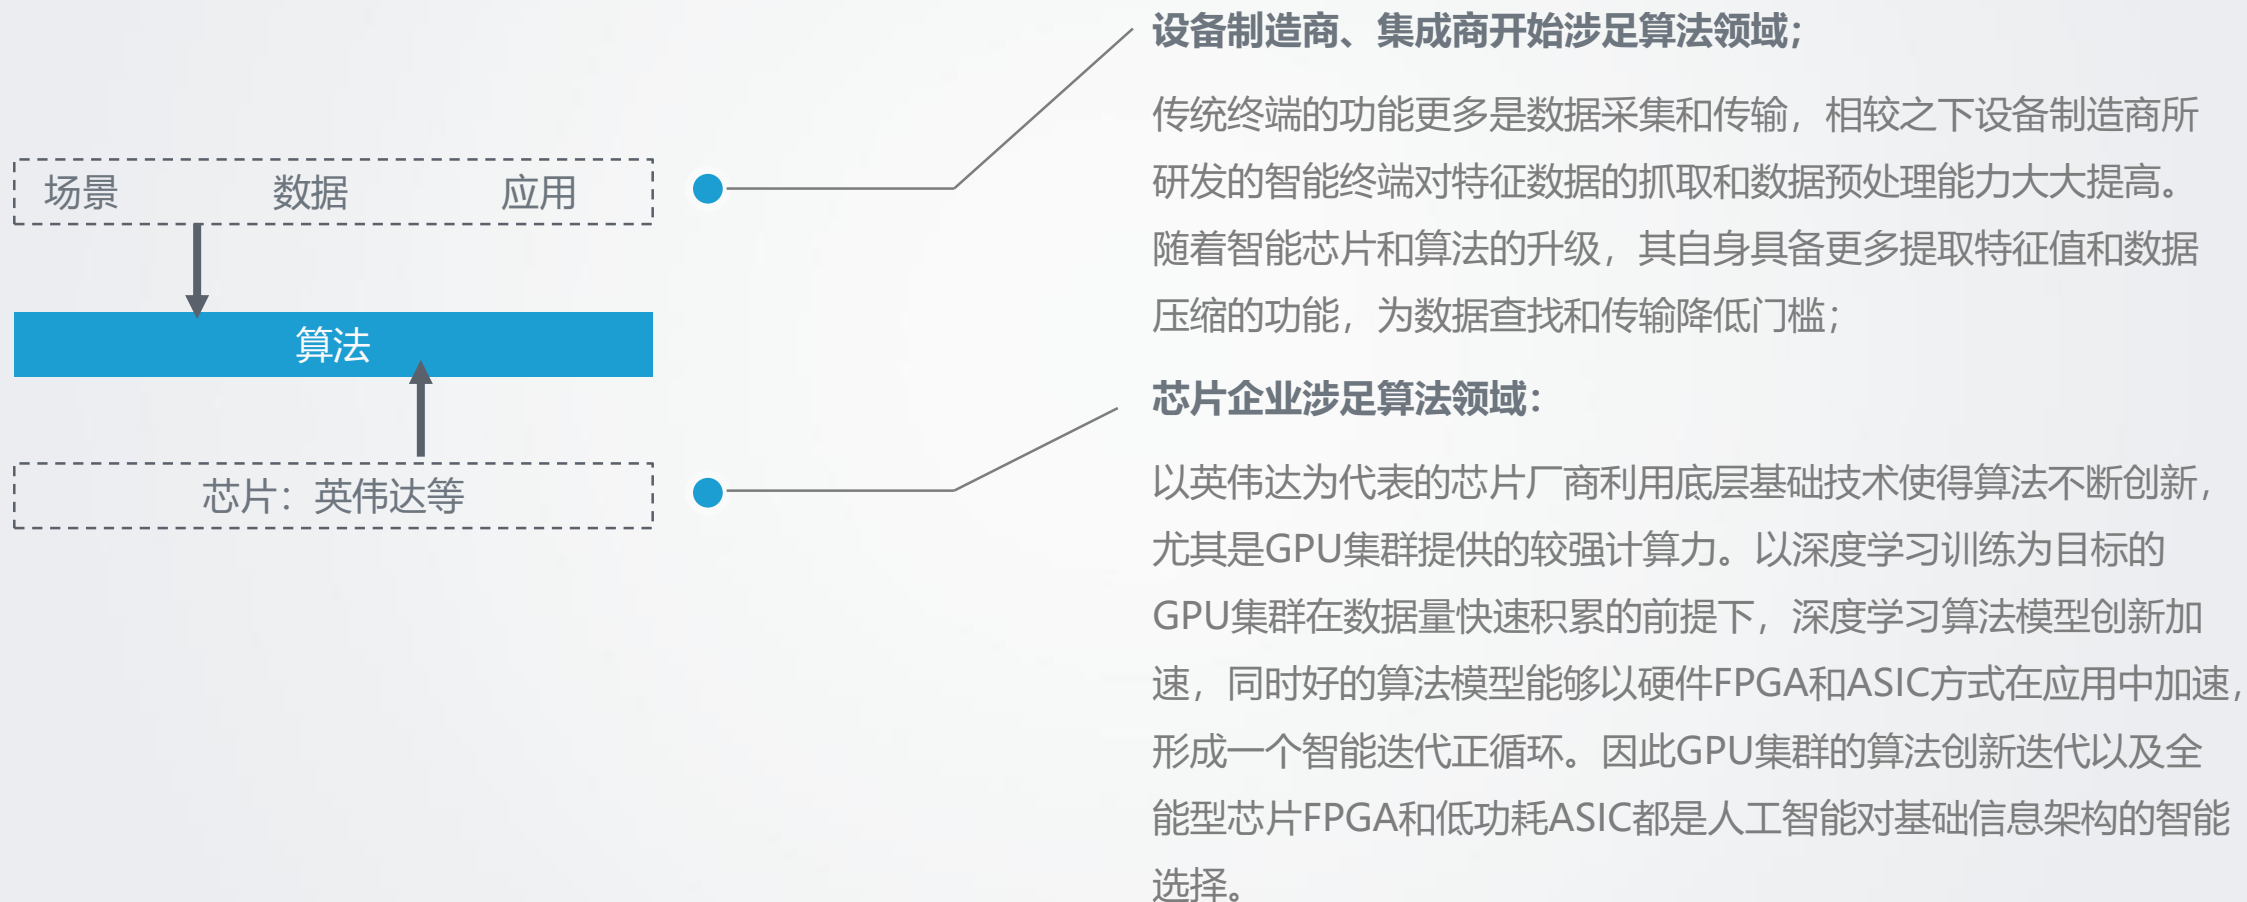 场景 数据 应用
算法
芯片：英伟达等
设备制造商、集成商开始涉足算法领域；
传统终端的功能更多是数据采集和传输，相较之下设备制造商所
研发的智能终端对特征数据的抓取和数据预处理能力大大提高。
随着智能芯片和算法的升级，其自身具备更多提取特征值和数据
压缩的功能，为数据查找和传输降低门槛；
芯片企业涉足算法领域：
以英伟达为代表的芯片厂商利用底层基础技术使得算法不断创新，
尤其是GPU集群提供的较强计算力。以深度学习训练为目标的
GPU集群在数据量快速积累的前提下，深度学习算法模型创新加
速，同时好的算法模型能够以硬件FPGA和ASIC方式在应用中加速，
形成一个智能迭代正循环。因此GPU集群的算法创新迭代以及全
能型芯片FPGA和低功耗ASIC都是人工智能对基础信息架构的智能
选择。